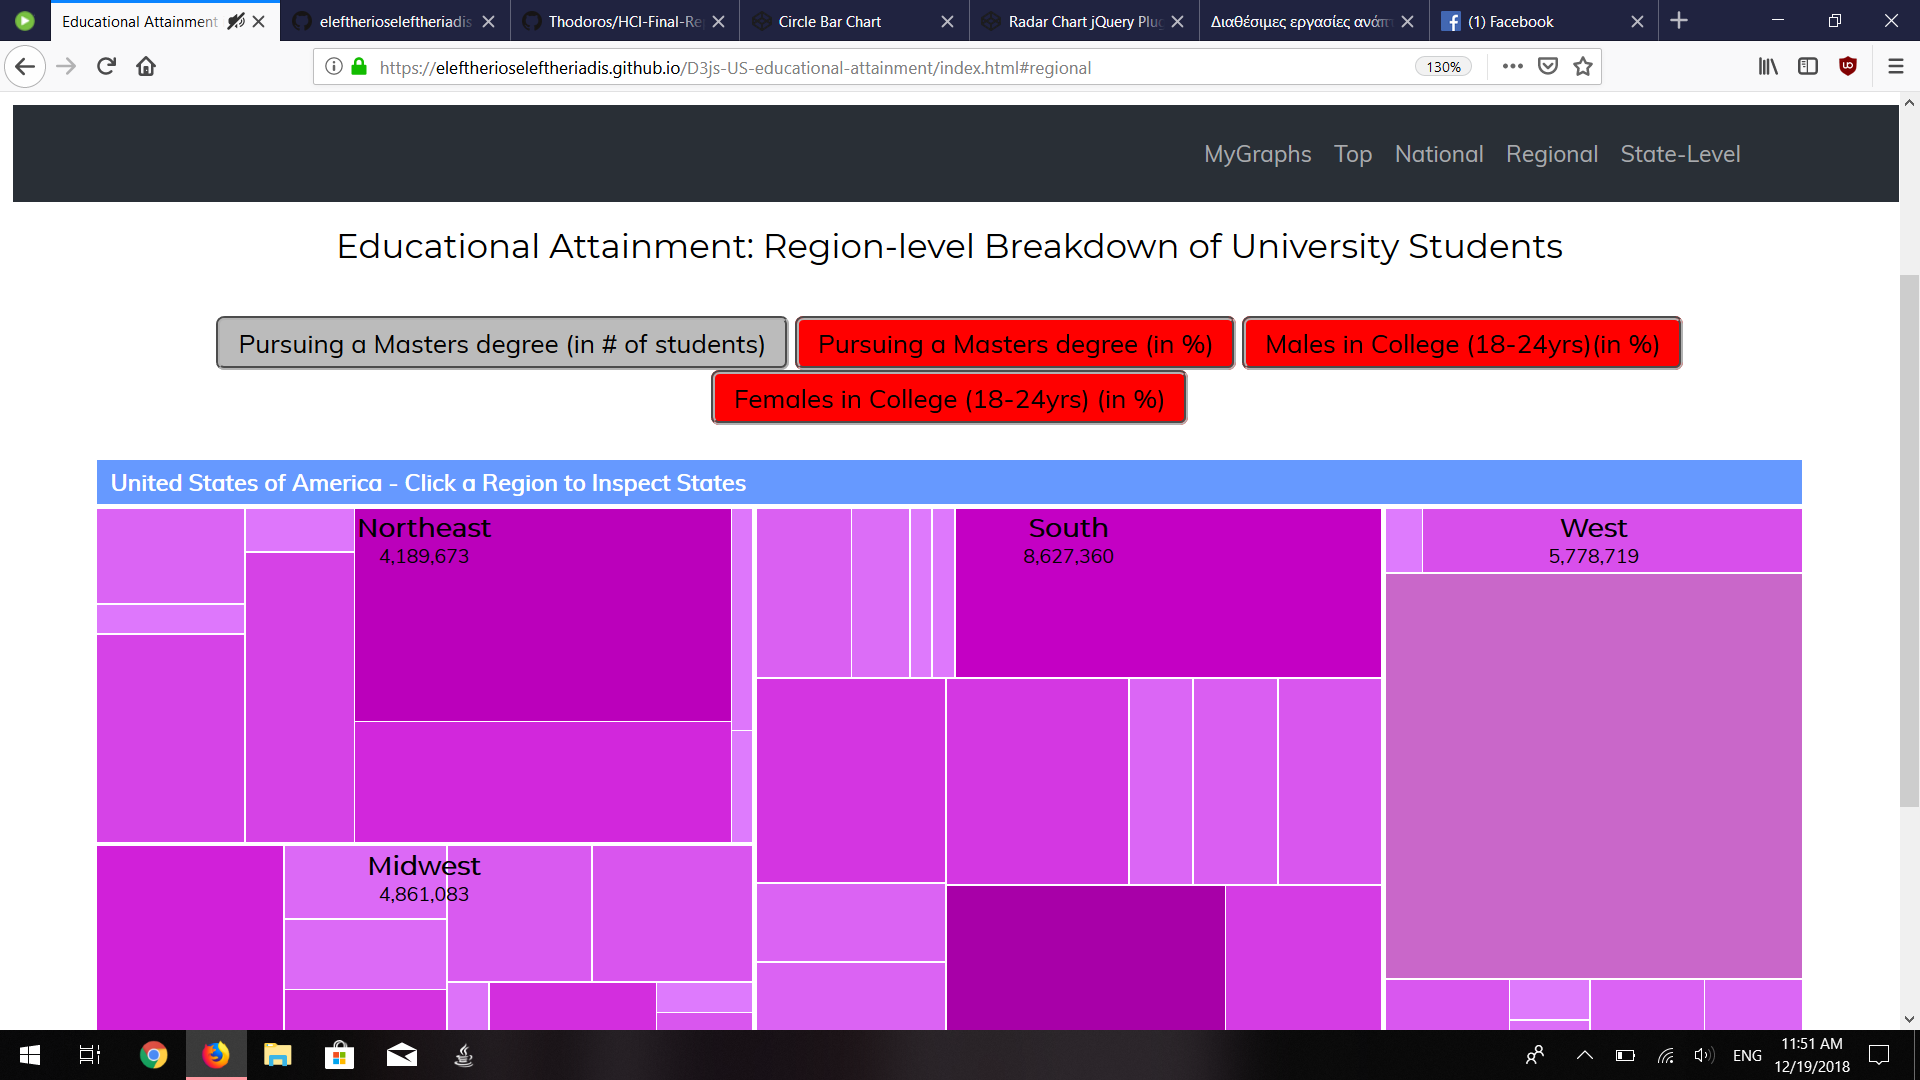 Educational Attainment
eleftherioseleftheriadis
Thodoros/HCI-Final-Re
Circle Bar Chart
Radar Chart jQuery Plug
Διαθέσιμες εργασίες ανάπτ
(1) Facebook
https://eleftherioseleftheriadis.github.io/D3js-US-educational-attainment/index.html#regional
130%
MyGraphs Top National Regional State-Level
Educational Attainment: Region-level Breakdown of University Students
Pursuing a Masters degree (in # of students)
Pursuing a Masters degree (in %)
Males in College (18-24yrs)(in %)
Females in College (18-24yrs) (in %)
United States of America - Click a Region to Inspect States
Northeast
4,189,673
South
8,627,360
West
5,778,719
Midwest
4,861,083
ENG
11:51 AM
12/19/2018